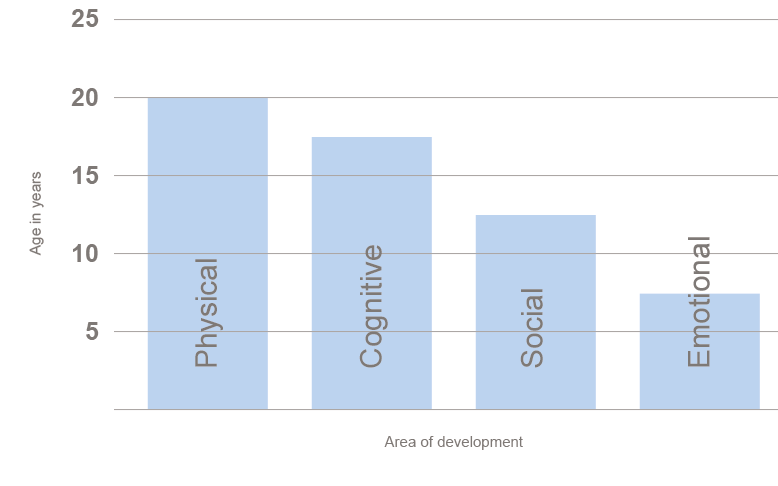 25
20
15
10
5
Age in years
Physical
Cognitive
Social
Emotional
Area of development